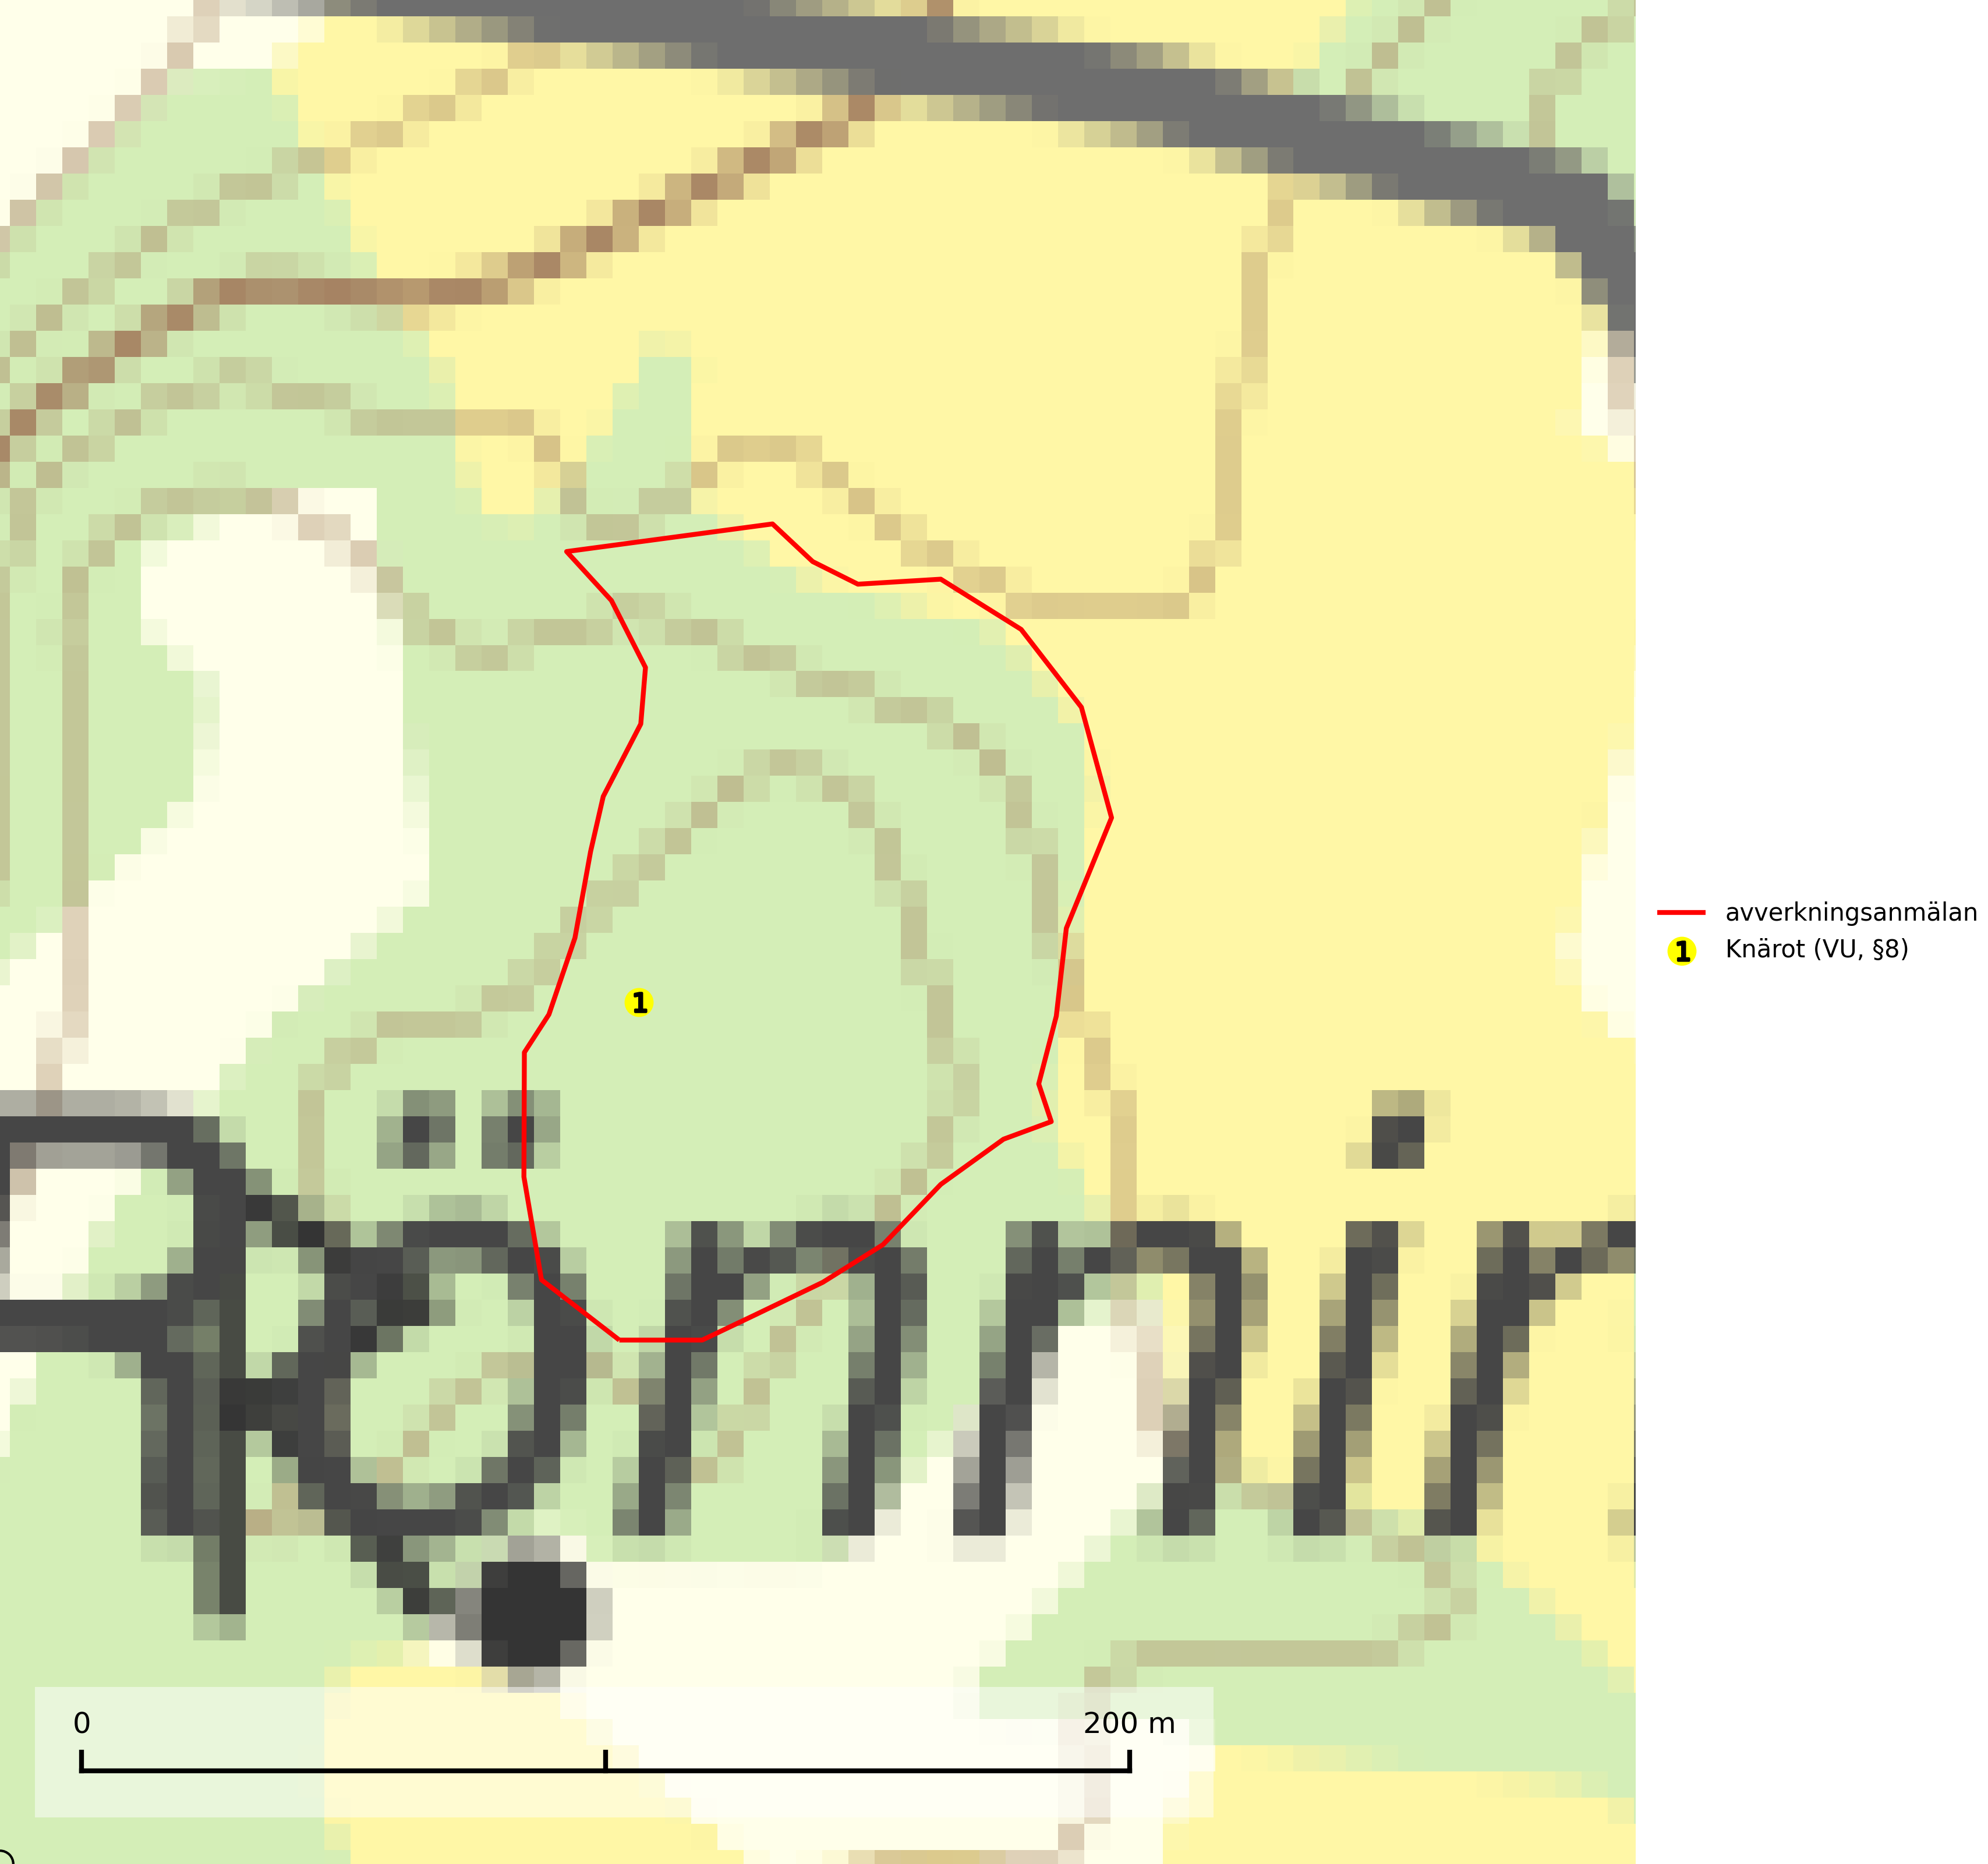 avverkningsanmälan
1 Knärot (VU, §8)
1
0 200 m